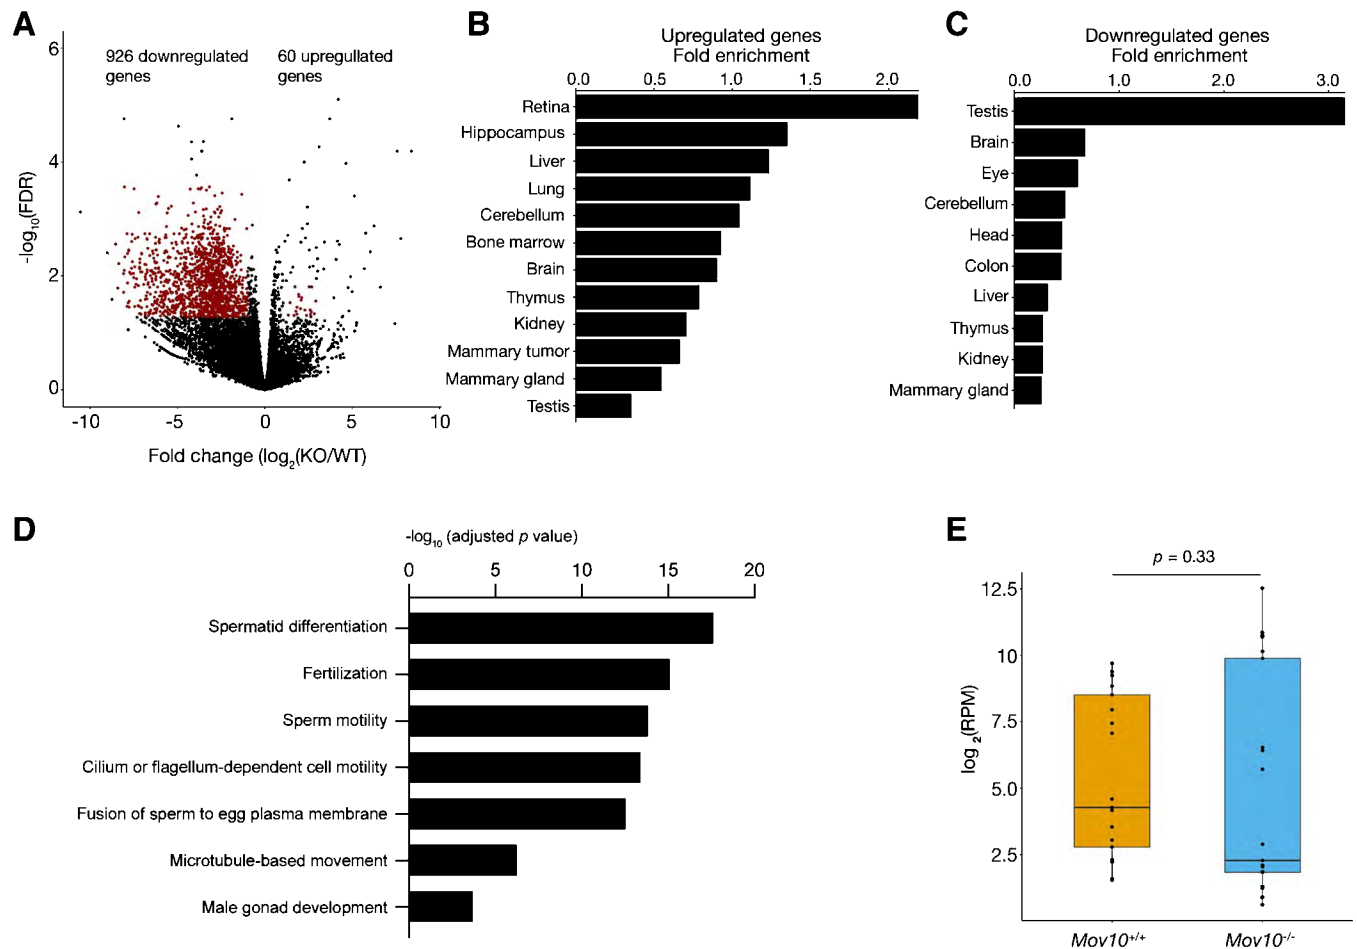 A
6
4
2
0
-log10(FDR)
926 downregulated
genes
60 upregullated
genes
-10
-5
0
5
10
Fold change (log2(KO/WT)
B
Upregulated genes
Fold enrichment
0.0
0.5
1.0
1.5
2.0
Retina
Hippocampus
Liver
Lung
Cerebellum
Bone marrow
Brain
Thymus
Kidney
Mammary tumor
Mammary gland
Testis
C
Downregulated genes
Fold enrichment
0.0
1.0
2.0
3.0
Testis
Brain
Eye
Cerebellum
Head
Colon
Liver
Thymus
Kidney
Mammary gland
D
-log10 (adjusted p value)
0
5
10
15
20
Spermatid differentiation
Fertilization
Sperm motility
Cilium or flagellum-dependent cell motility
Fusion of sperm to egg plasma membrane
Microtubule-based movement
Male gonad development
E
p = 0.33
12.5
10
7.5
5.0
2.5
log 2(RPM)
Mov10+/+
Mov10-/-